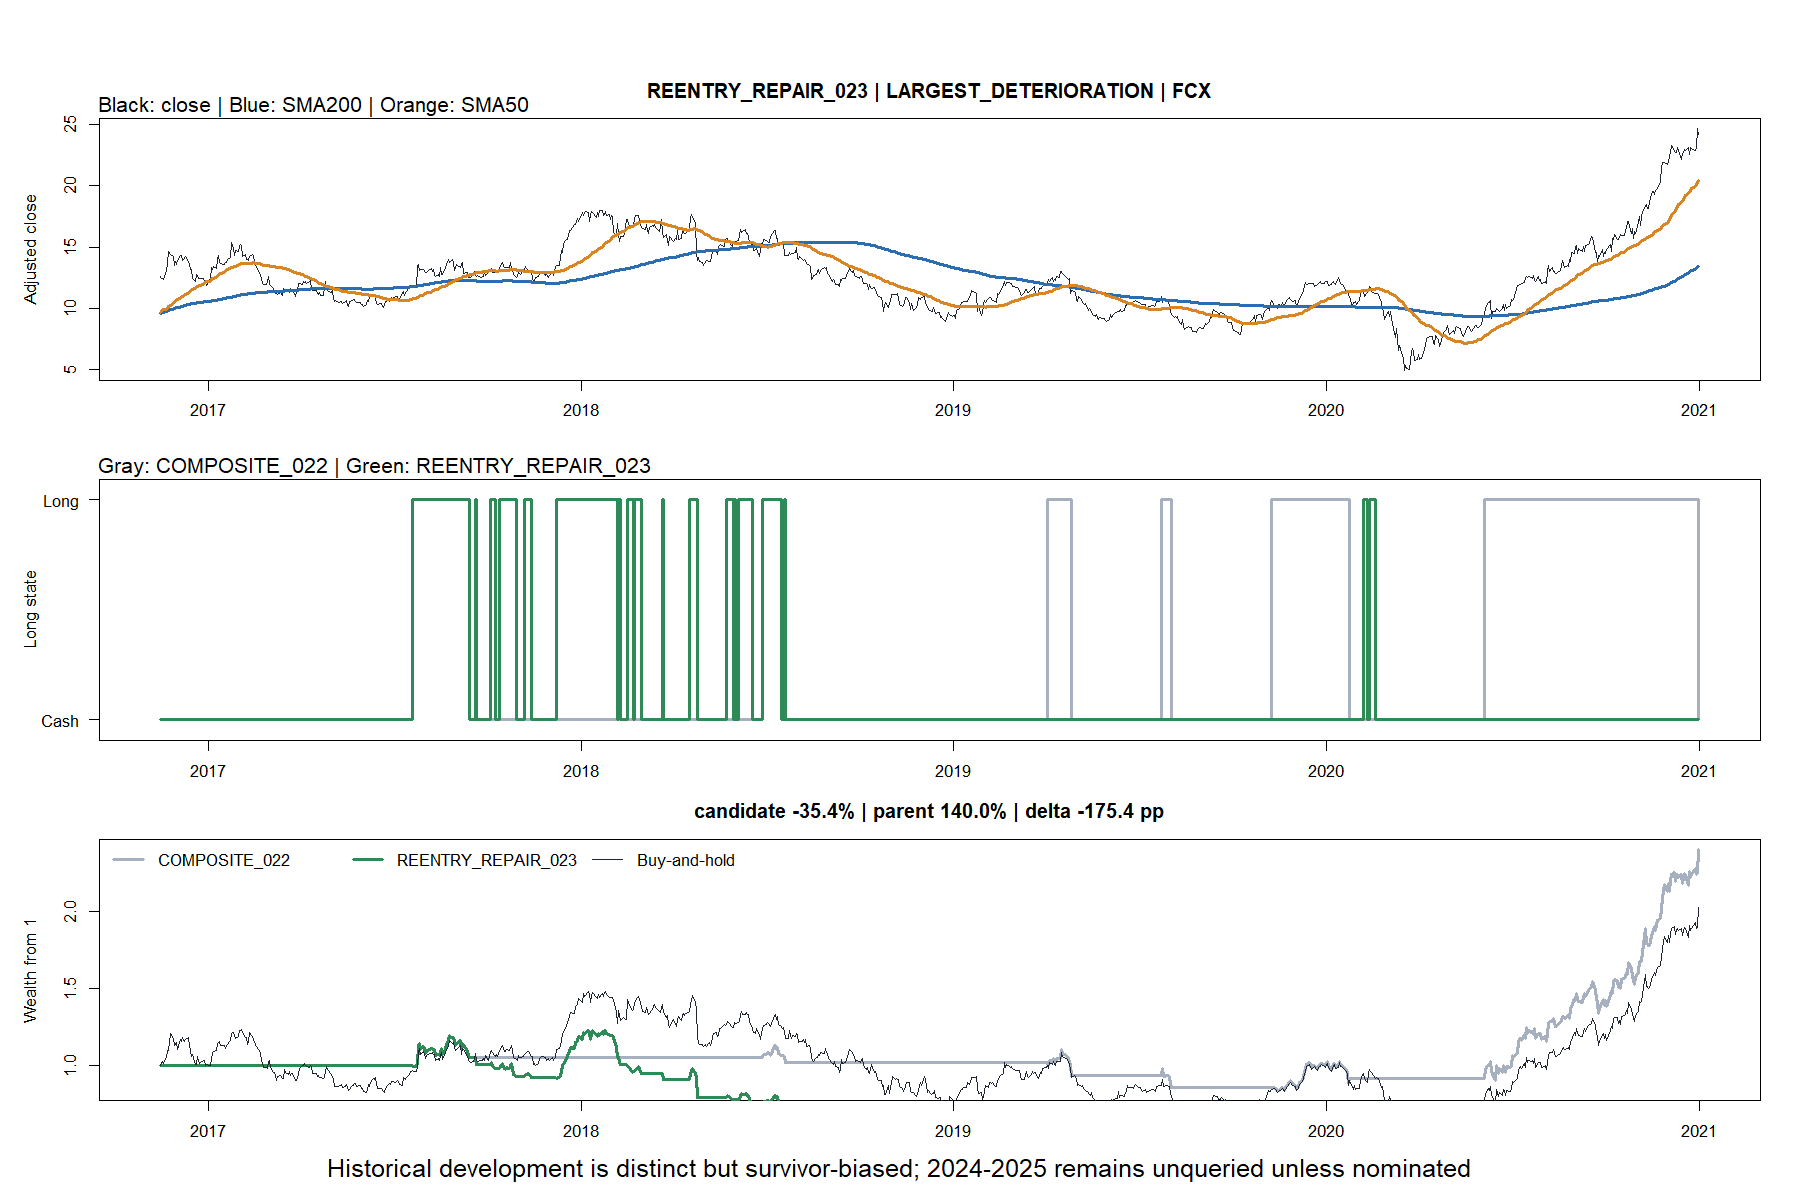 REENTRY_REPAIR_023 | LARGEST_DETERIORATION | FCX
Black: close | Blue: SMA200 | Orange: SMA50
Adjusted close
25
20
15
10
5
2017 2018 2019 2020 2021
Gray: COMPOSITE_022 | Green: REENTRY_REPAIR_023
Long state
Long
Cash
2017 2018 2019 2020 2021
candidate -35.4% | parent 140.0% | delta -175.4 pp
COMPOSITE_022 REENTRY_REPAIR_023 Buy-and-hold
Wealth from 1
2.0
1.5
1.0
2017 2018 2019 2020 2021
Historical development is distinct but survivor-biased; 2024-2025 remains unqueried unless nominated